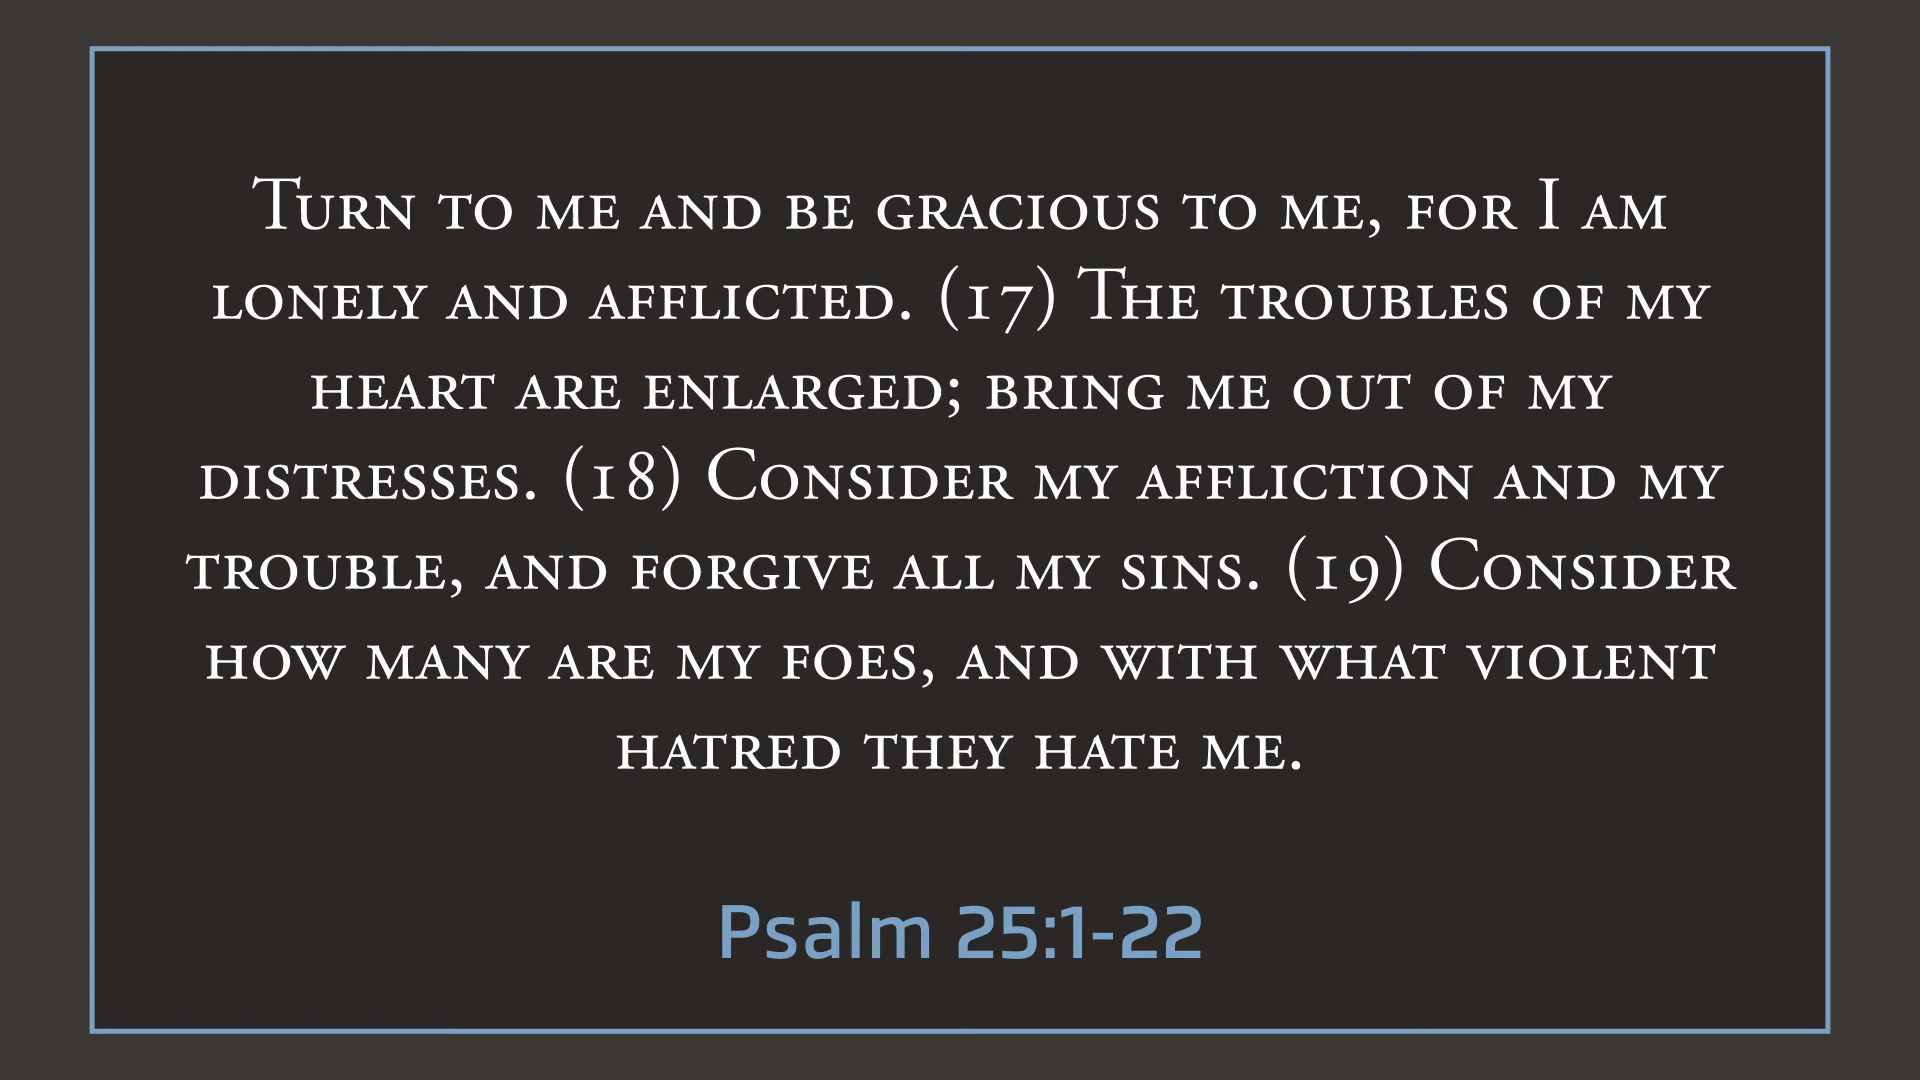 Turn to me and be gracious to me, for I am
lonely and afflicted. (17) The troubles of my
heart are enlarged; bring me out of my
distresses. (18) Consider my affliction and my
trouble, and forgive all my sins. (19) Consider
how many are my foes, and with what violent
hatred they hate me.
Psalm 25:1-22